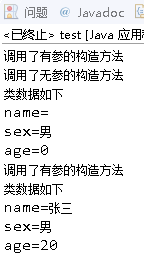 问题 @ Javadoc
<已终止> test [Java 应用
调用了有参的构造方法
调用了无参的构造方法
类数据如下
name=
sex=男
age=0
调用了有参的构造方法
类数据如下
name=张三
sex=男
age=20